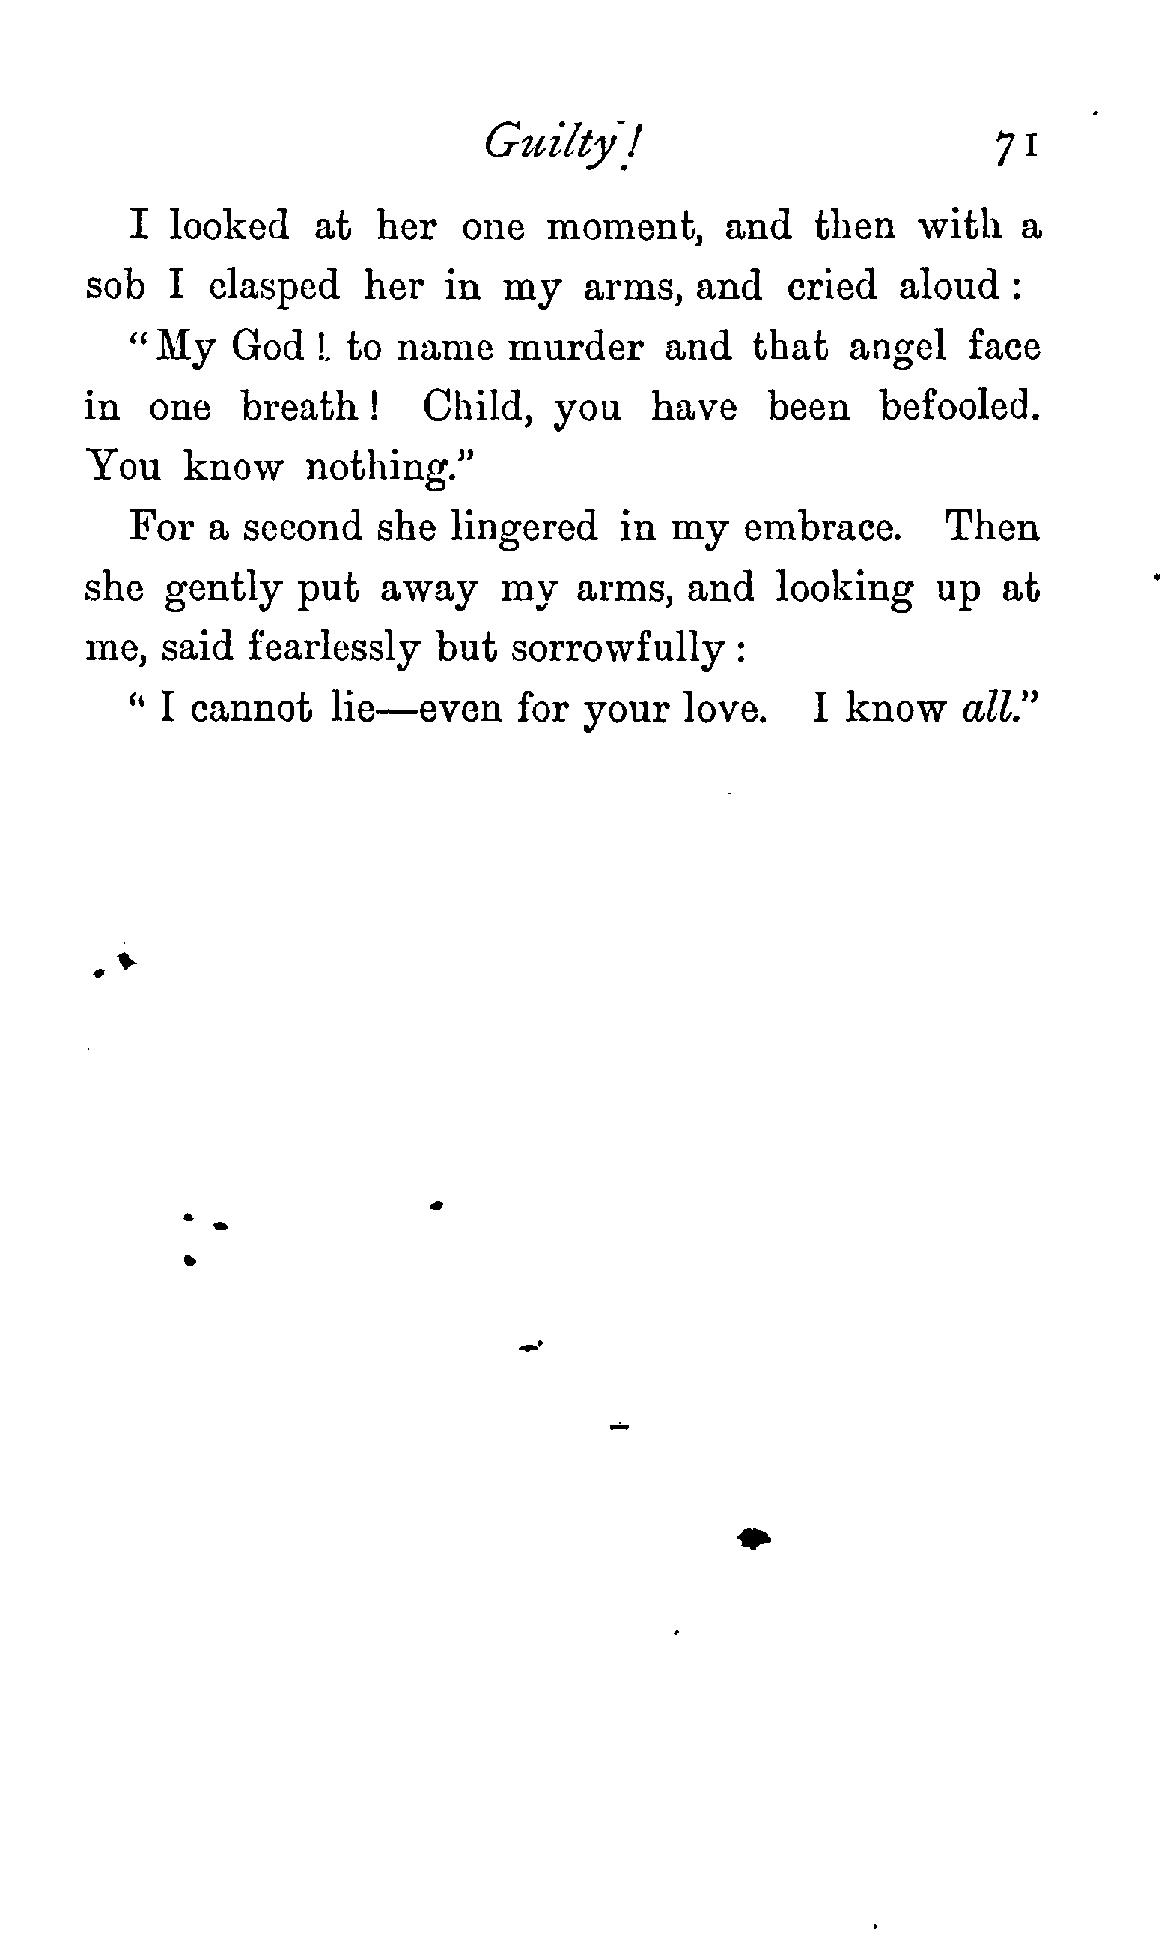 Guilty! 71
I looked at her one moment, and then with a
sob I clasped her in my arms, and cried aloud :
"My God ! to name murder and that angel face
in one breath ! Child, you have been befooled.
You know nothing."
For a second she lingered in my embrace. Then
she gently put away my arms, and looking up at
me, said fearlessly but sorrowfully :
" I cannot lie—even for your love. I know all."